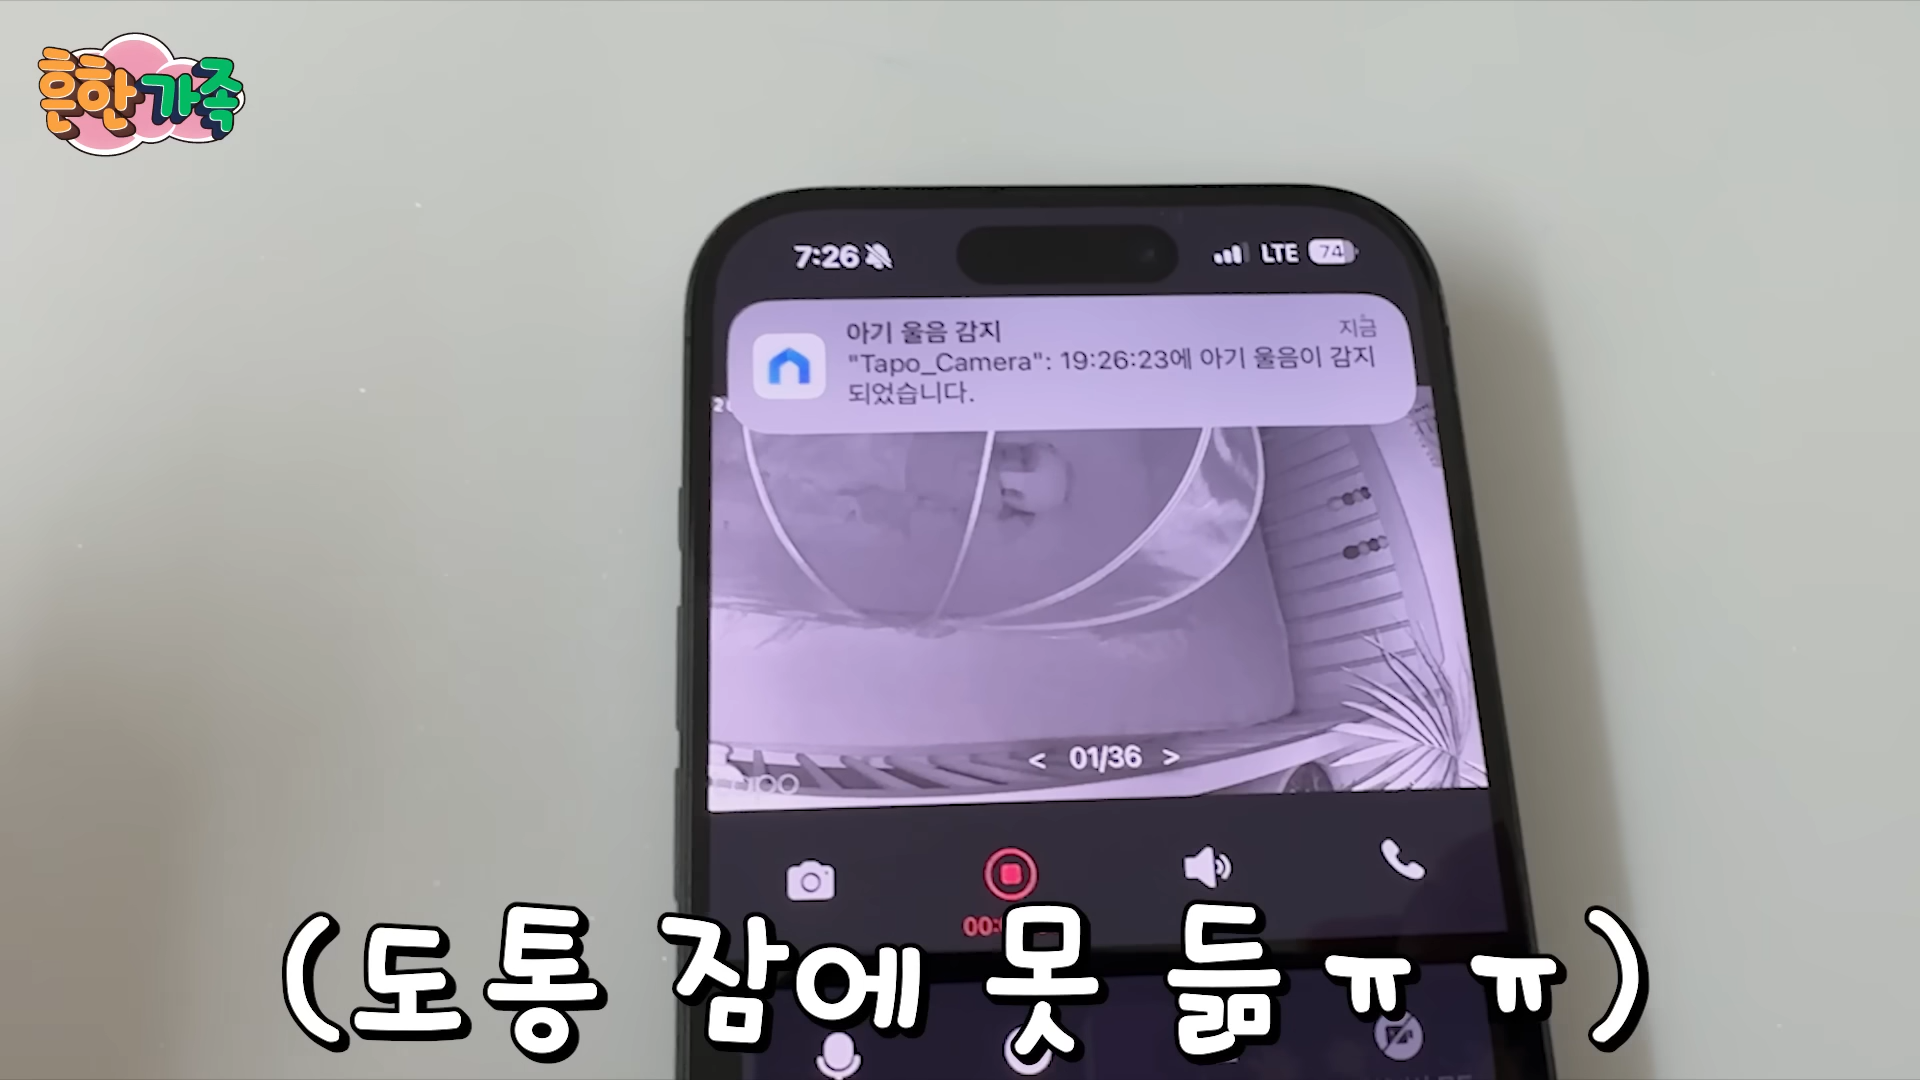 흔한가족
7:26
LTE 74
아기 울음 감지
지금
"Tapo_Camera": 19:26:23에 아기 울음이 감지
되었습니다.
< 01/36 >
(도통 잠에 못 듦ㅠㅠ)